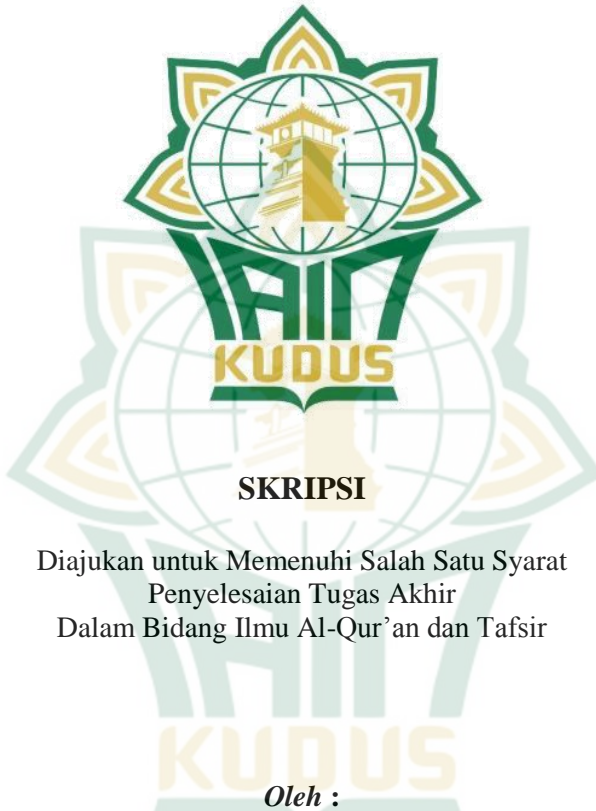 IAIN
KUDUS
SKRIPSI
Diajukan untuk Memenuhi Salah Satu Syarat
Penyelesaian Tugas Akhir
Dalam Bidang Ilmu Al-Qur’an dan Tafsir
KUDUS
Oleh :